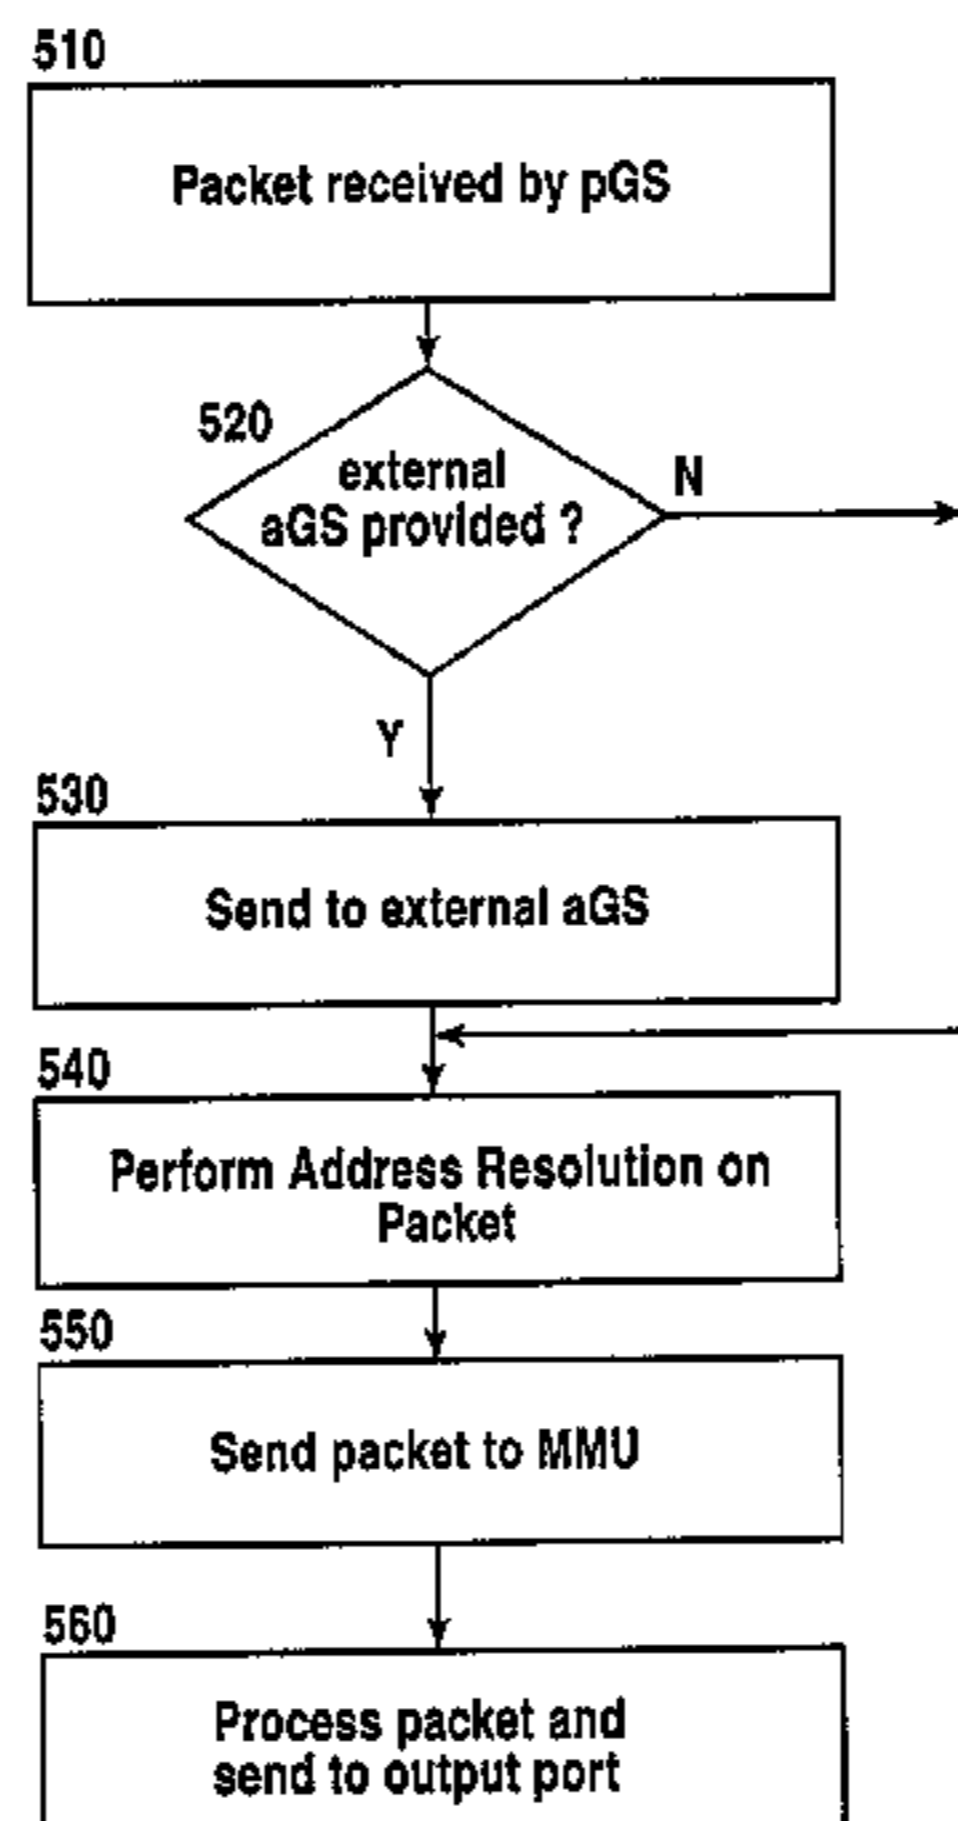 510
Packet received by pGS
520
external
aGS provided ?
N
Y
530
Send to external aGS
540
Perform Address Resolution on
Packet
550
Send packet to MMU
560
Process packet and
send to output port